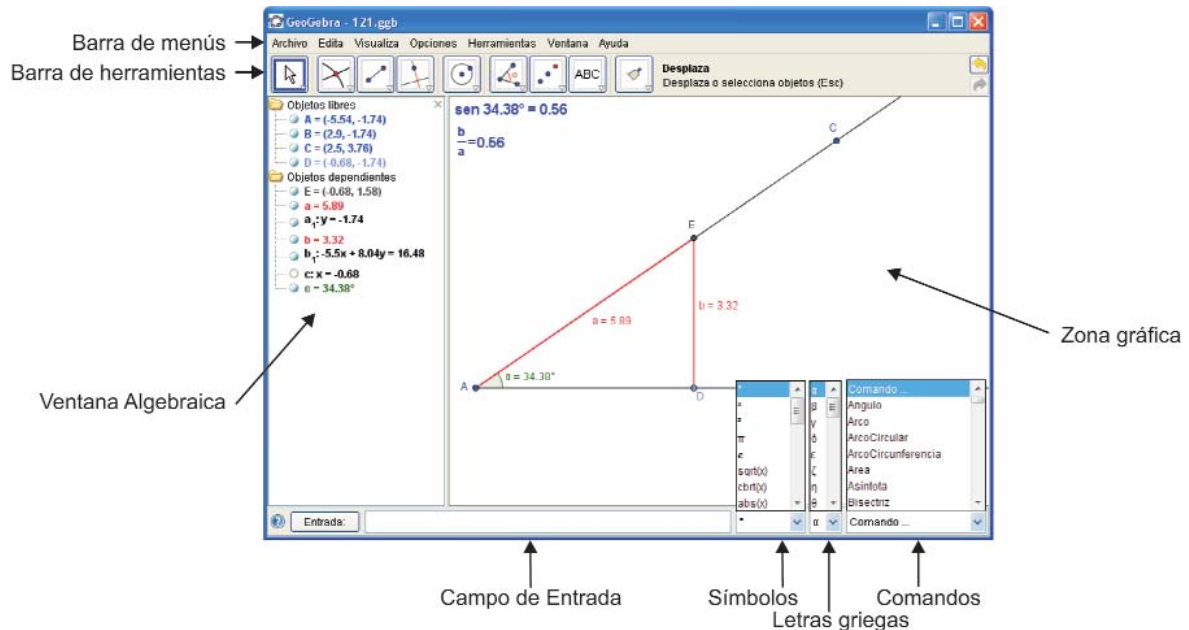 GeoGebra - 121.ggb
Barra de menús
Archivo Edita Visualiza Opciones Herramientas Ventana Ayuda
Barra de herramientas
ABC
Desplaza
Desplaza o selecciona objetos (Esc)
Objetos libres
A = (-5.54, -1.74)
B = (2.9, -1.74)
C = (2.5, 3.76)
D = (-0.68, -1.74)
Objetos dependientes
E = (-0.68, 1.58)
a = 5.89
a₁: y = -1.74
b = 3.32
b₁: -5.5x + 8.04y = 16.48
c: x = -0.68
α = 34.38°
sen 34.38° = 0.56
b
a
=0.56
C
E
a = 5.89
b = 3.32
A
α = 34.38°
D
Zona gráfica
Ventana Algebraica
π
e
sqrt(x)
cbrt(x)
abs(x)
α
β
γ
δ
ε
ζ
η
θ
Comando ...
Angulo
Arco
ArcoCircular
ArcoCircunferencia
Area
Asíntota
Bisectriz
Entrada:
α
Comando ...
Campo de Entrada
Símbolos
Comandos
Letras griegas